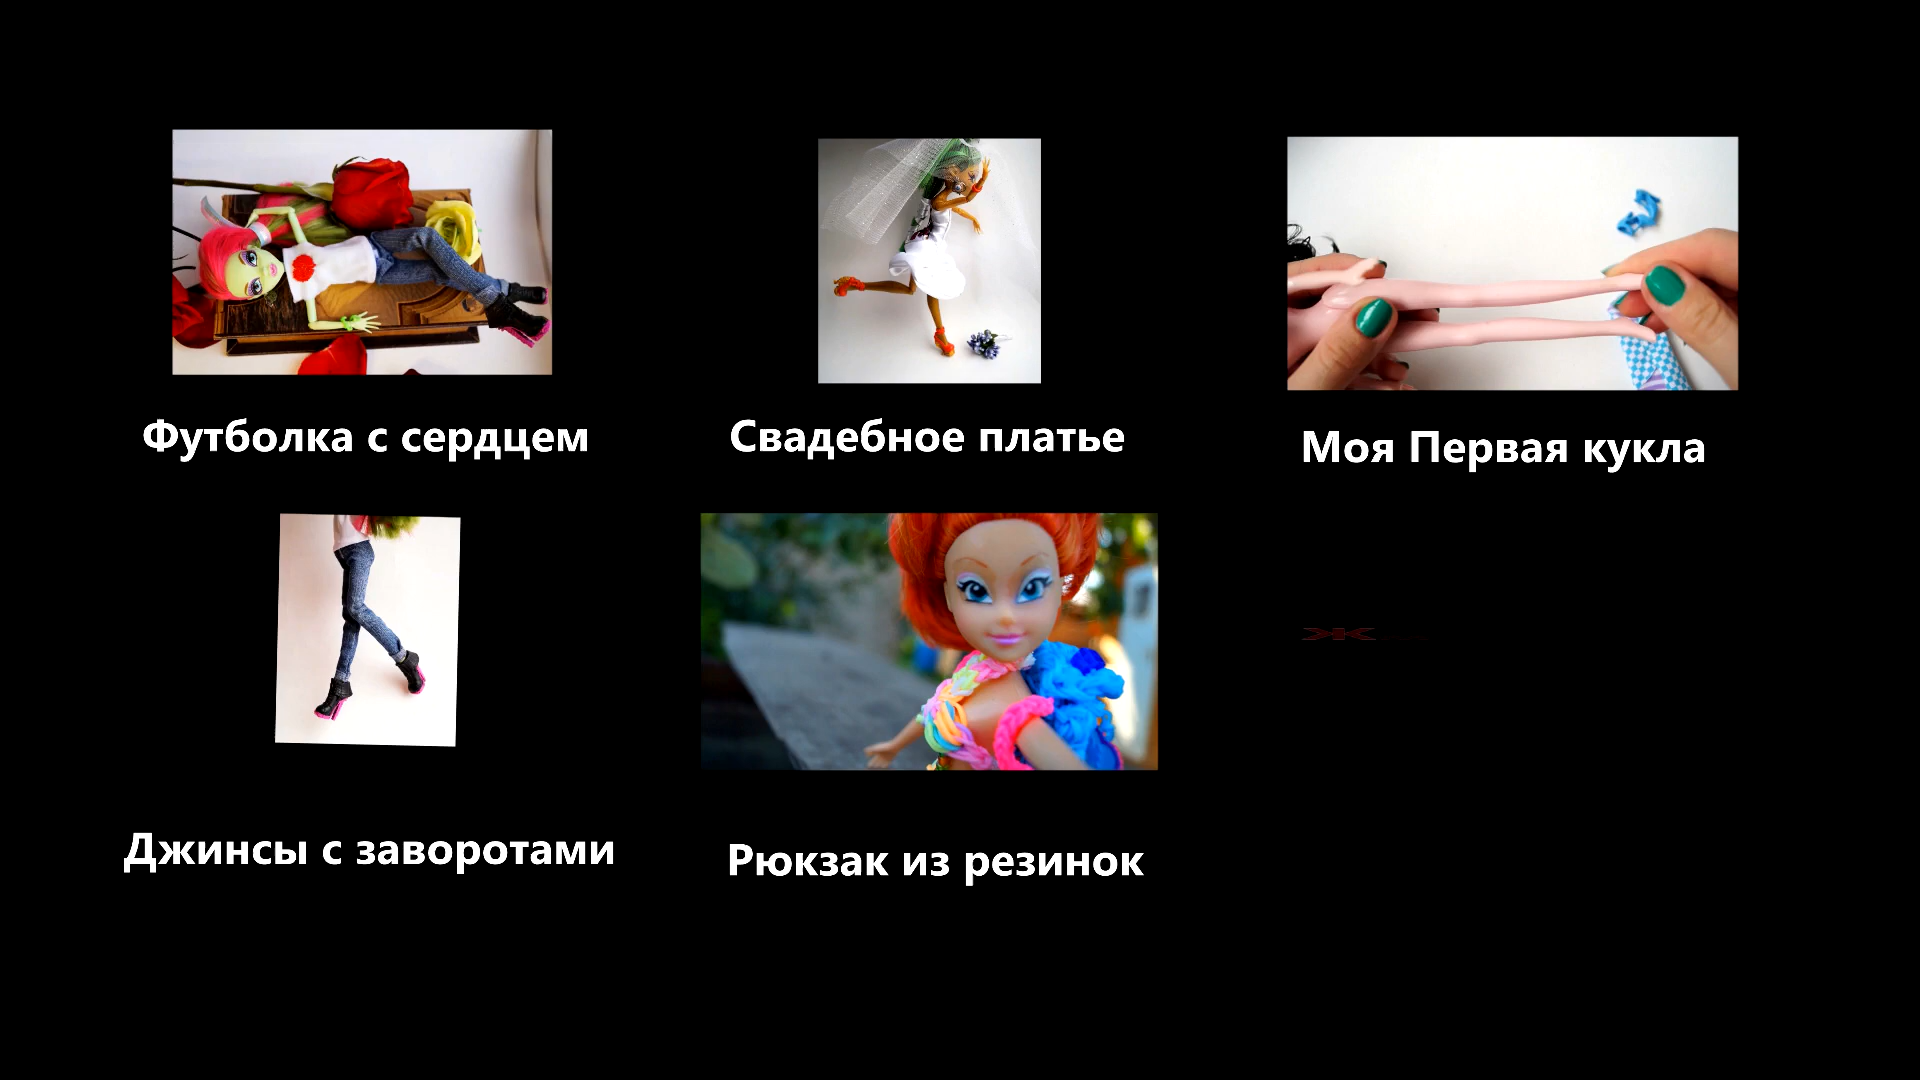 Футболка с сердцем
Свадебное платье
Моя Первая кукла
Джинсы с заворотами
Рюкзак из резинок